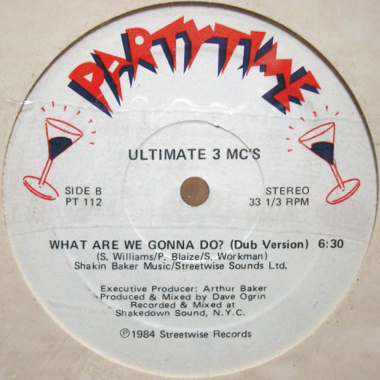 PARTYTIME
ULTIMATE 3 MC'S
SIDE B
PT 112
STEREO
33 1/3 RPM
WHAT ARE WE GONNA DO? (Dub Version) 6:30
(S. Williams/P. Blaize/S. Workman)
Shakin Baker Music/Streetwise Sounds Ltd.
Executive Producer: Arthur Baker
Produced & Mixed by Dave Ogrin
Recorded & Mixed at
Shakedown Sound, N.Y.C.
℗1984 Streetwise Records